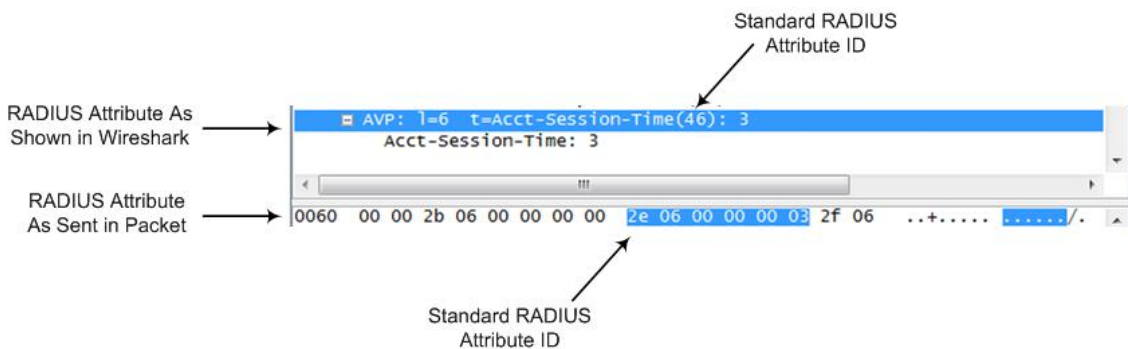 Standard RADIUS
Attribute ID
RADIUS Attribute As
Shown in Wireshark
AVP: l=6 t=Acct-Session-Time(46): 3
Acct-Session-Time: 3
RADIUS Attribute
As Sent in Packet
0060 00 00 2b 06 00 00 00 00 2e 06 00 00 00 03 2f 06 ..+..... ....../.
Standard RADIUS
Attribute ID